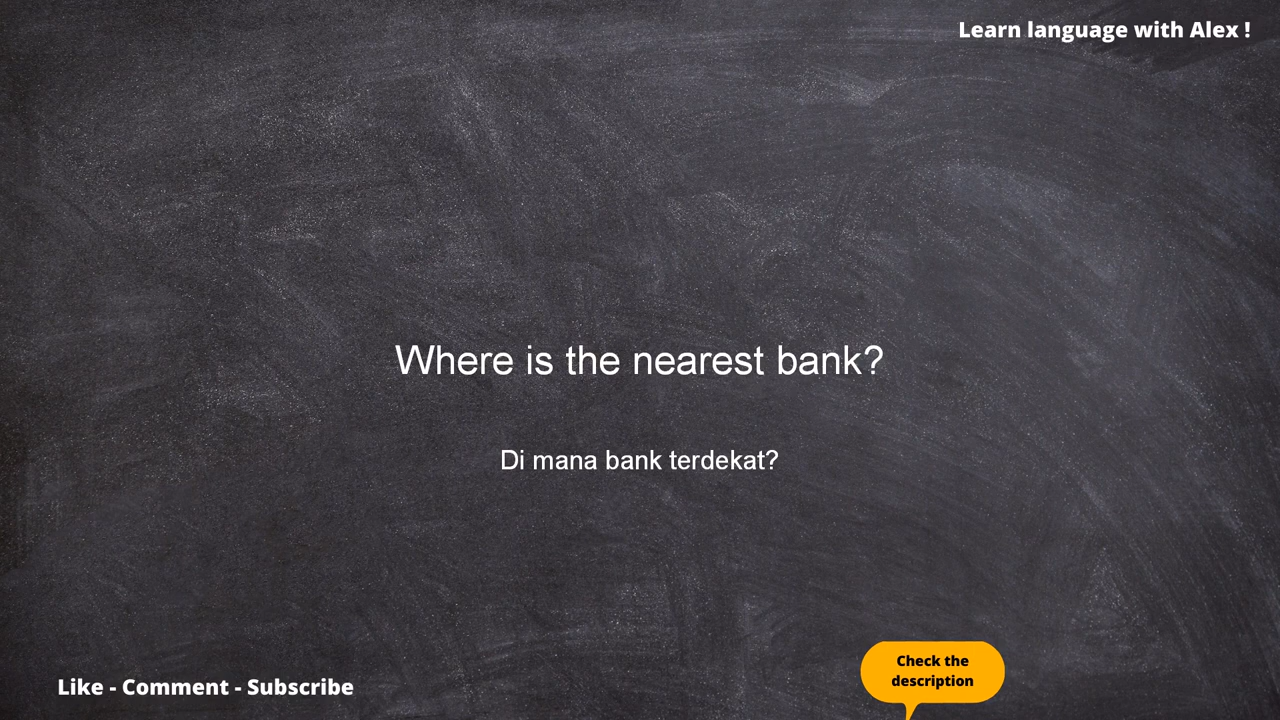 Learn language with Alex !
Where is the nearest bank?
Di mana bank terdekat?
Check the
description
Like - Comment - Subscribe